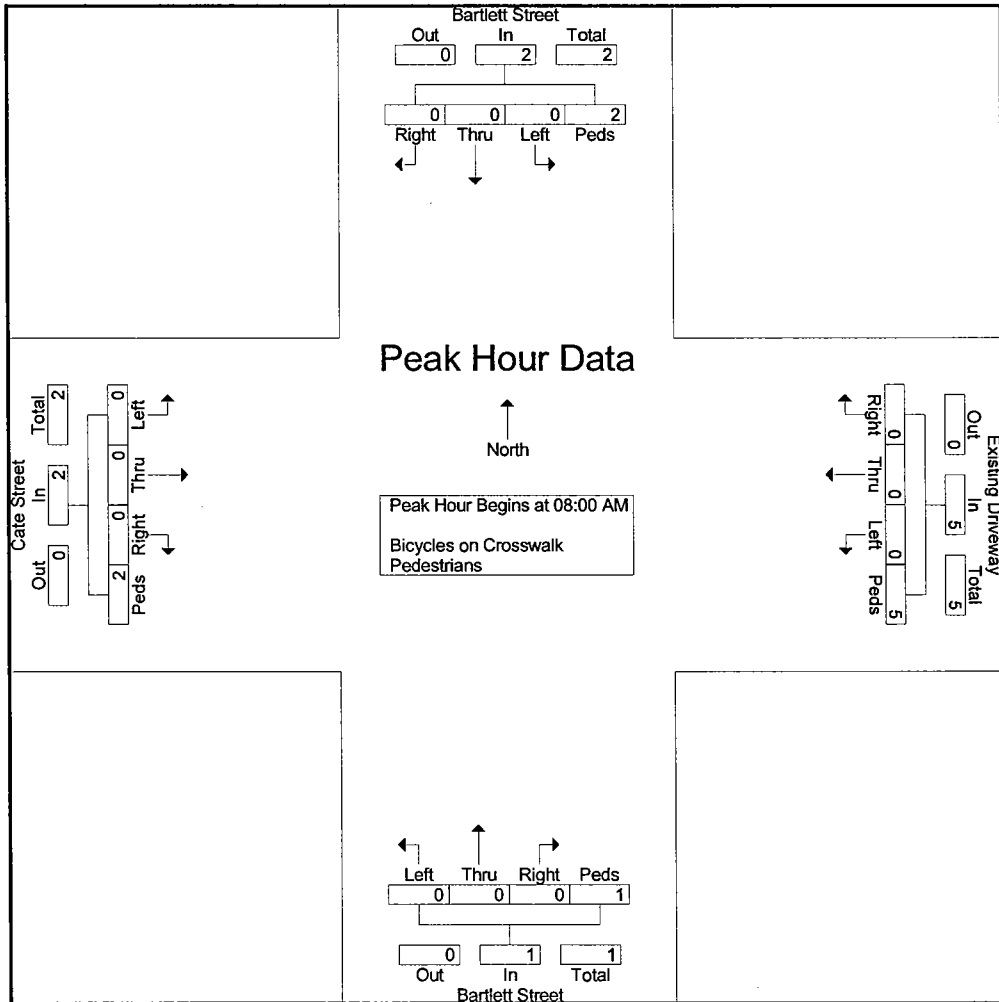 Bartlett Street
Out In Total
0 2 2
0 0 0 2
Right Thru Left Peds
Peak Hour Data
North
Peak Hour Begins at 08:00 AM
Bicycles on Crosswalk
Pedestrians
Cate Street
Total In Out
2 2 0
0 0 0 2
Left Thru Right Peds
Existing Driveway
Out In Total
0 5 5
0 0 0 5
Right Thru Left Peds
Left Thru Right Peds
0 0 0 1
0 1 1
Out In Total
Bartlett Street